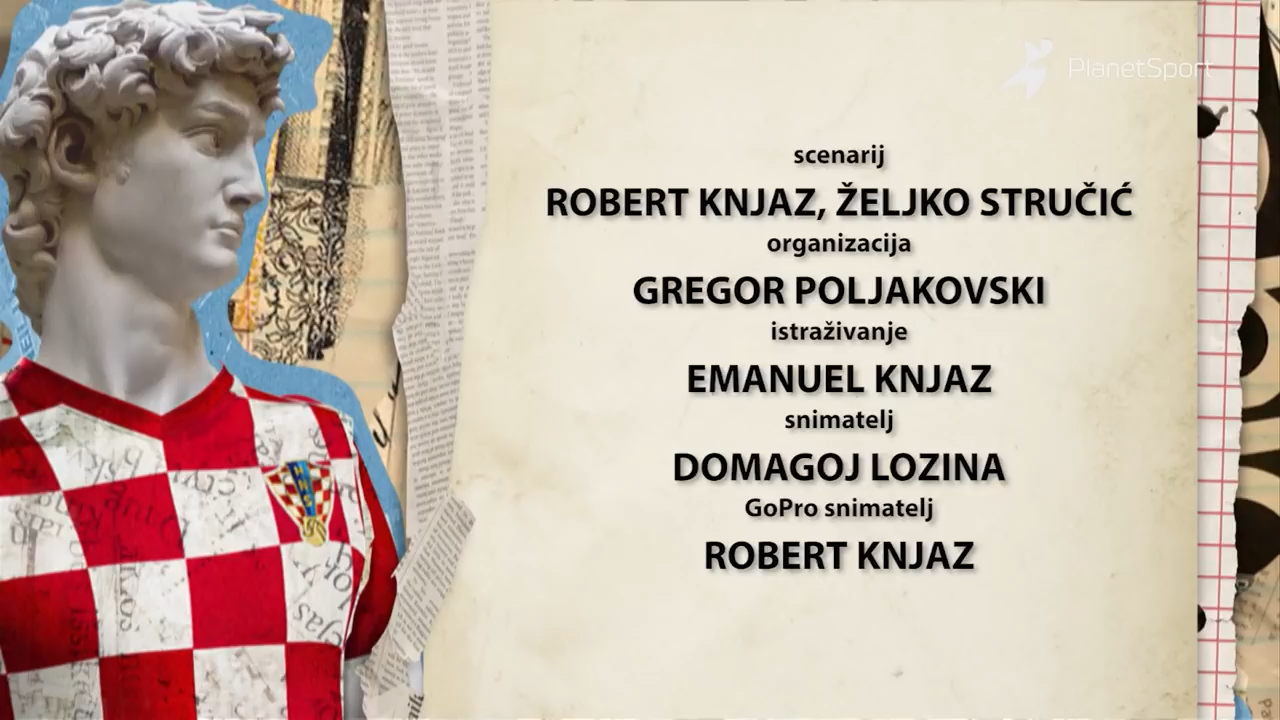 PlanetSport
scenarij
ROBERT KNJAZ, ŽELJKO STRUČIĆ
organizacija
GREGOR POLJAKOVSKI
istraživanje
EMANUEL KNJAZ
snimatelj
DOMAGOJ LOZINA
GoPro snimatelj
ROBERT KNJAZ